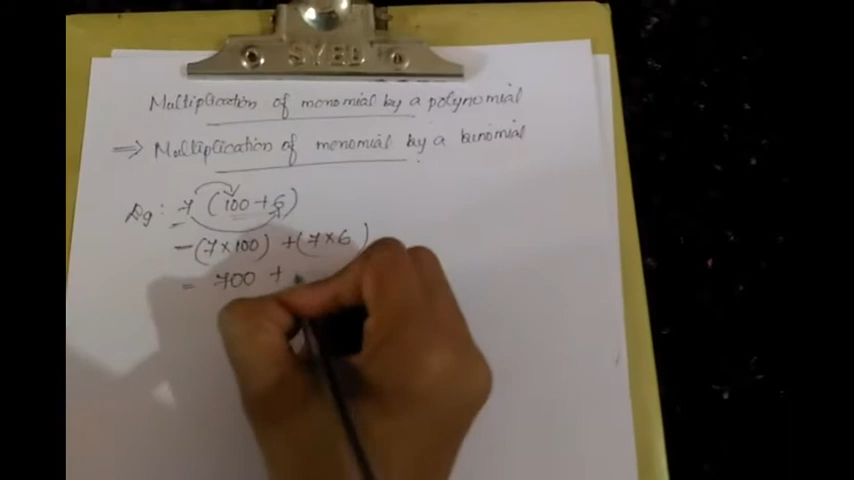 SYED
Multiplication of monomial by a polynomial
⇒ Multiplication of monomial by a binomial
Eg: 7 (100 + 6)
= (7 × 100) + (7 × 6)
= 700 +